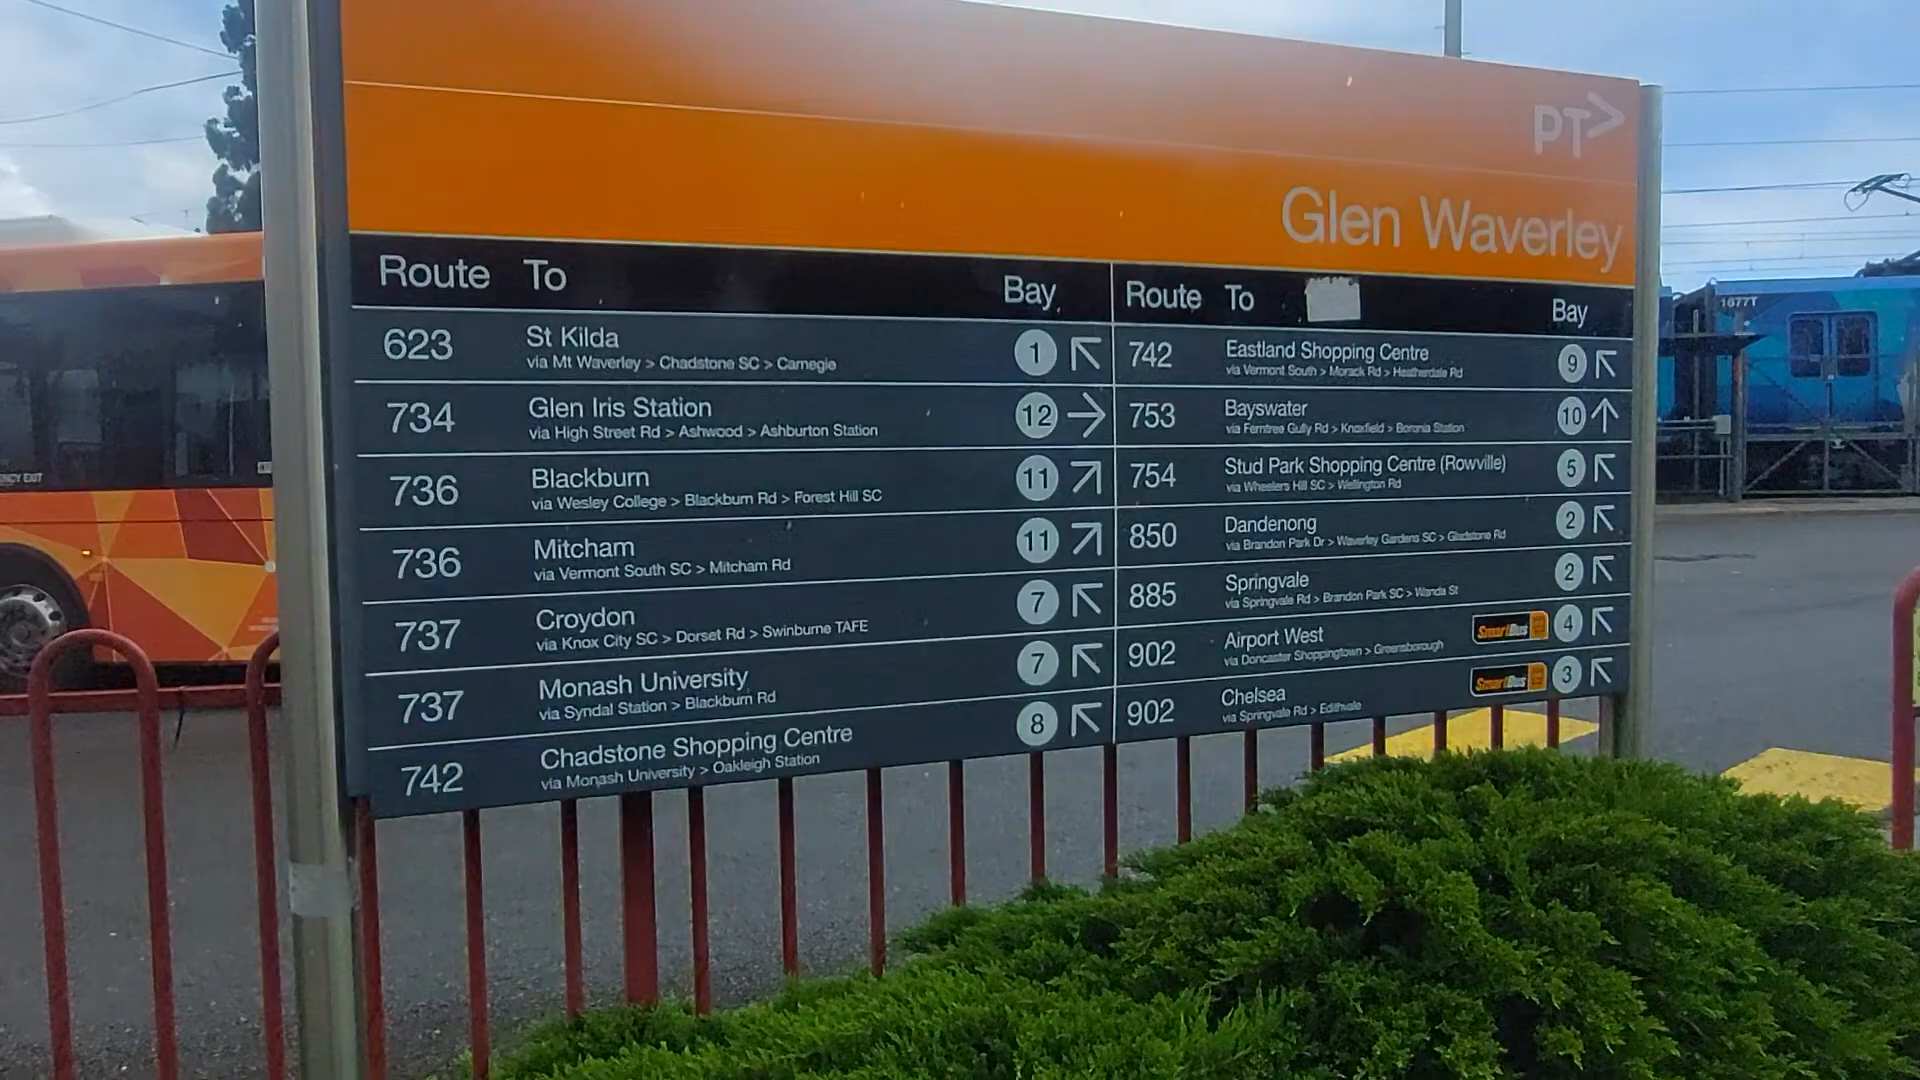 PT>
Glen Waverley
Route To Bay
623 St Kilda 1
via Mt Waverley > Chadstone SC > Carnegie
734 Glen Iris Station 12
via High Street Rd > Ashwood > Ashburton Station
736 Blackburn 11
via Wesley College > Blackburn Rd > Forest Hill SC
736 Mitcham 11
via Vermont South SC > Mitcham Rd
737 Croydon 7
via Knox City SC > Dorset Rd > Swinburne TAFE
737 Monash University 7
via Syndal Station > Blackburn Rd
742 Chadstone Shopping Centre 8
via Monash University > Oakleigh Station
Route To Bay
742 Eastland Shopping Centre 9
via Vermont South > Morack Rd > Heatherdale Rd
753 Bayswater 10
via Ferntree Gully Rd > Knoxfield > Boronia Station
754 Stud Park Shopping Centre (Rowville) 5
via Wheelers Hill SC > Wellington Rd
850 Dandenong 2
via Brandon Park Dr > Waverley Gardens SC > Gladstone Rd
885 Springvale 2
via Springvale Rd > Brandon Park SC > Wanda St
902 Airport West SmartBus 4
via Doncaster Shoppingtown > Greensborough
902 Chelsea SmartBus 3
via Springvale Rd > Edithvale
1677T
EXIT